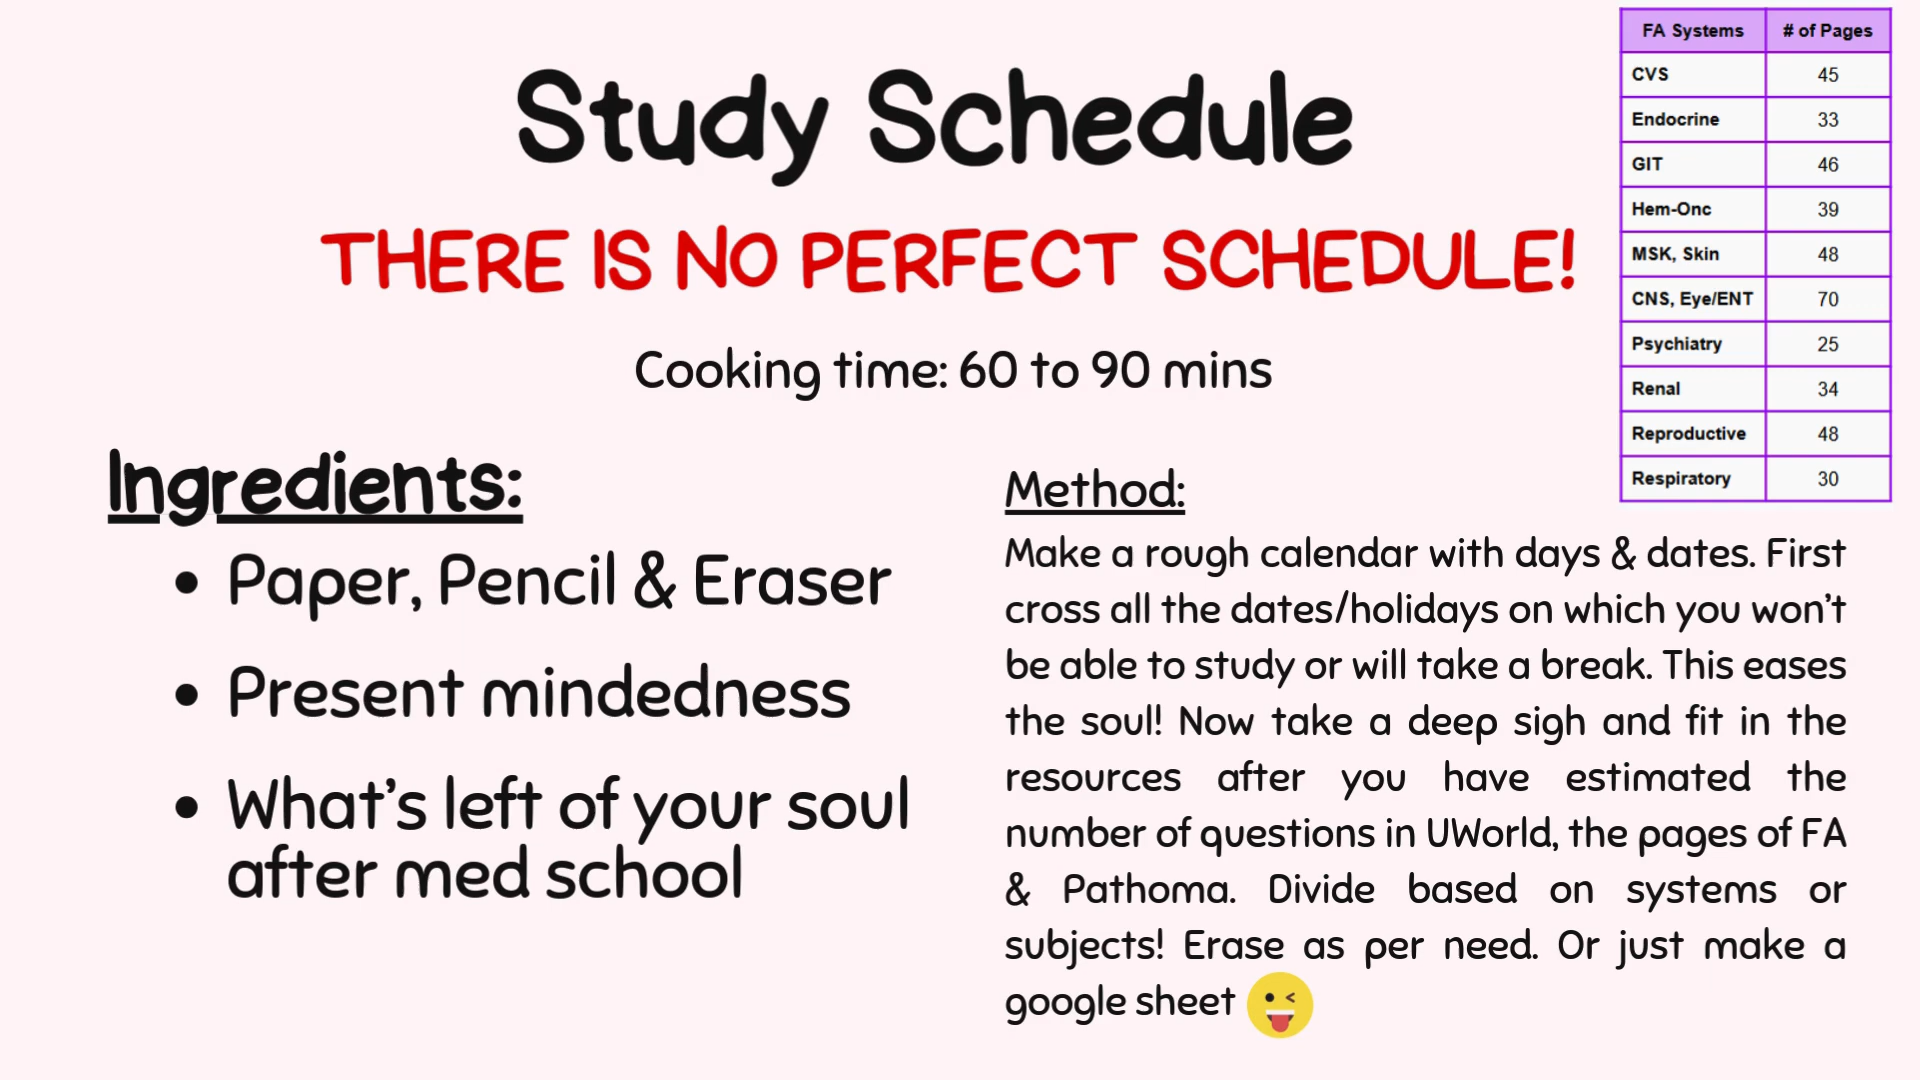 Study Schedule
THERE IS NO PERFECT SCHEDULE!
Cooking time: 60 to 90 mins
Ingredients:
• Paper, Pencil & Eraser
• Present mindedness
• What's left of your soul
after med school
Method:
Make a rough calendar with days & dates. First
cross all the dates/holidays on which you won't
be able to study or will take a break. This eases
the soul! Now take a deep sigh and fit in the
resources after you have estimated the
number of questions in UWorld, the pages of FA
& Pathoma. Divide based on systems or
subjects! Erase as per need. Or just make a
google sheet 😜
FA Systems # of Pages
CVS 45
Endocrine 33
GIT 46
Hem-Onc 39
MSK, Skin 48
CNS, Eye/ENT 70
Psychiatry 25
Renal 34
Reproductive 48
Respiratory 30